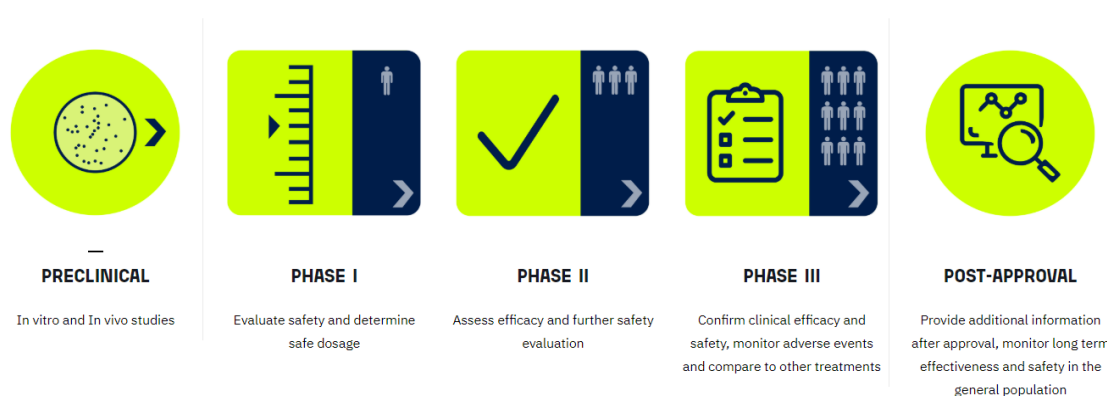 PRECLINICAL
In vitro and In vivo studies
PHASE I
Evaluate safety and determine
safe dosage
PHASE II
Assess efficacy and further safety
evaluation
PHASE III
Confirm clinical efficacy and
safety, monitor adverse events
and compare to other treatments
POST-APPROVAL
Provide additional information
after approval, monitor long term
effectiveness and safety in the
general population